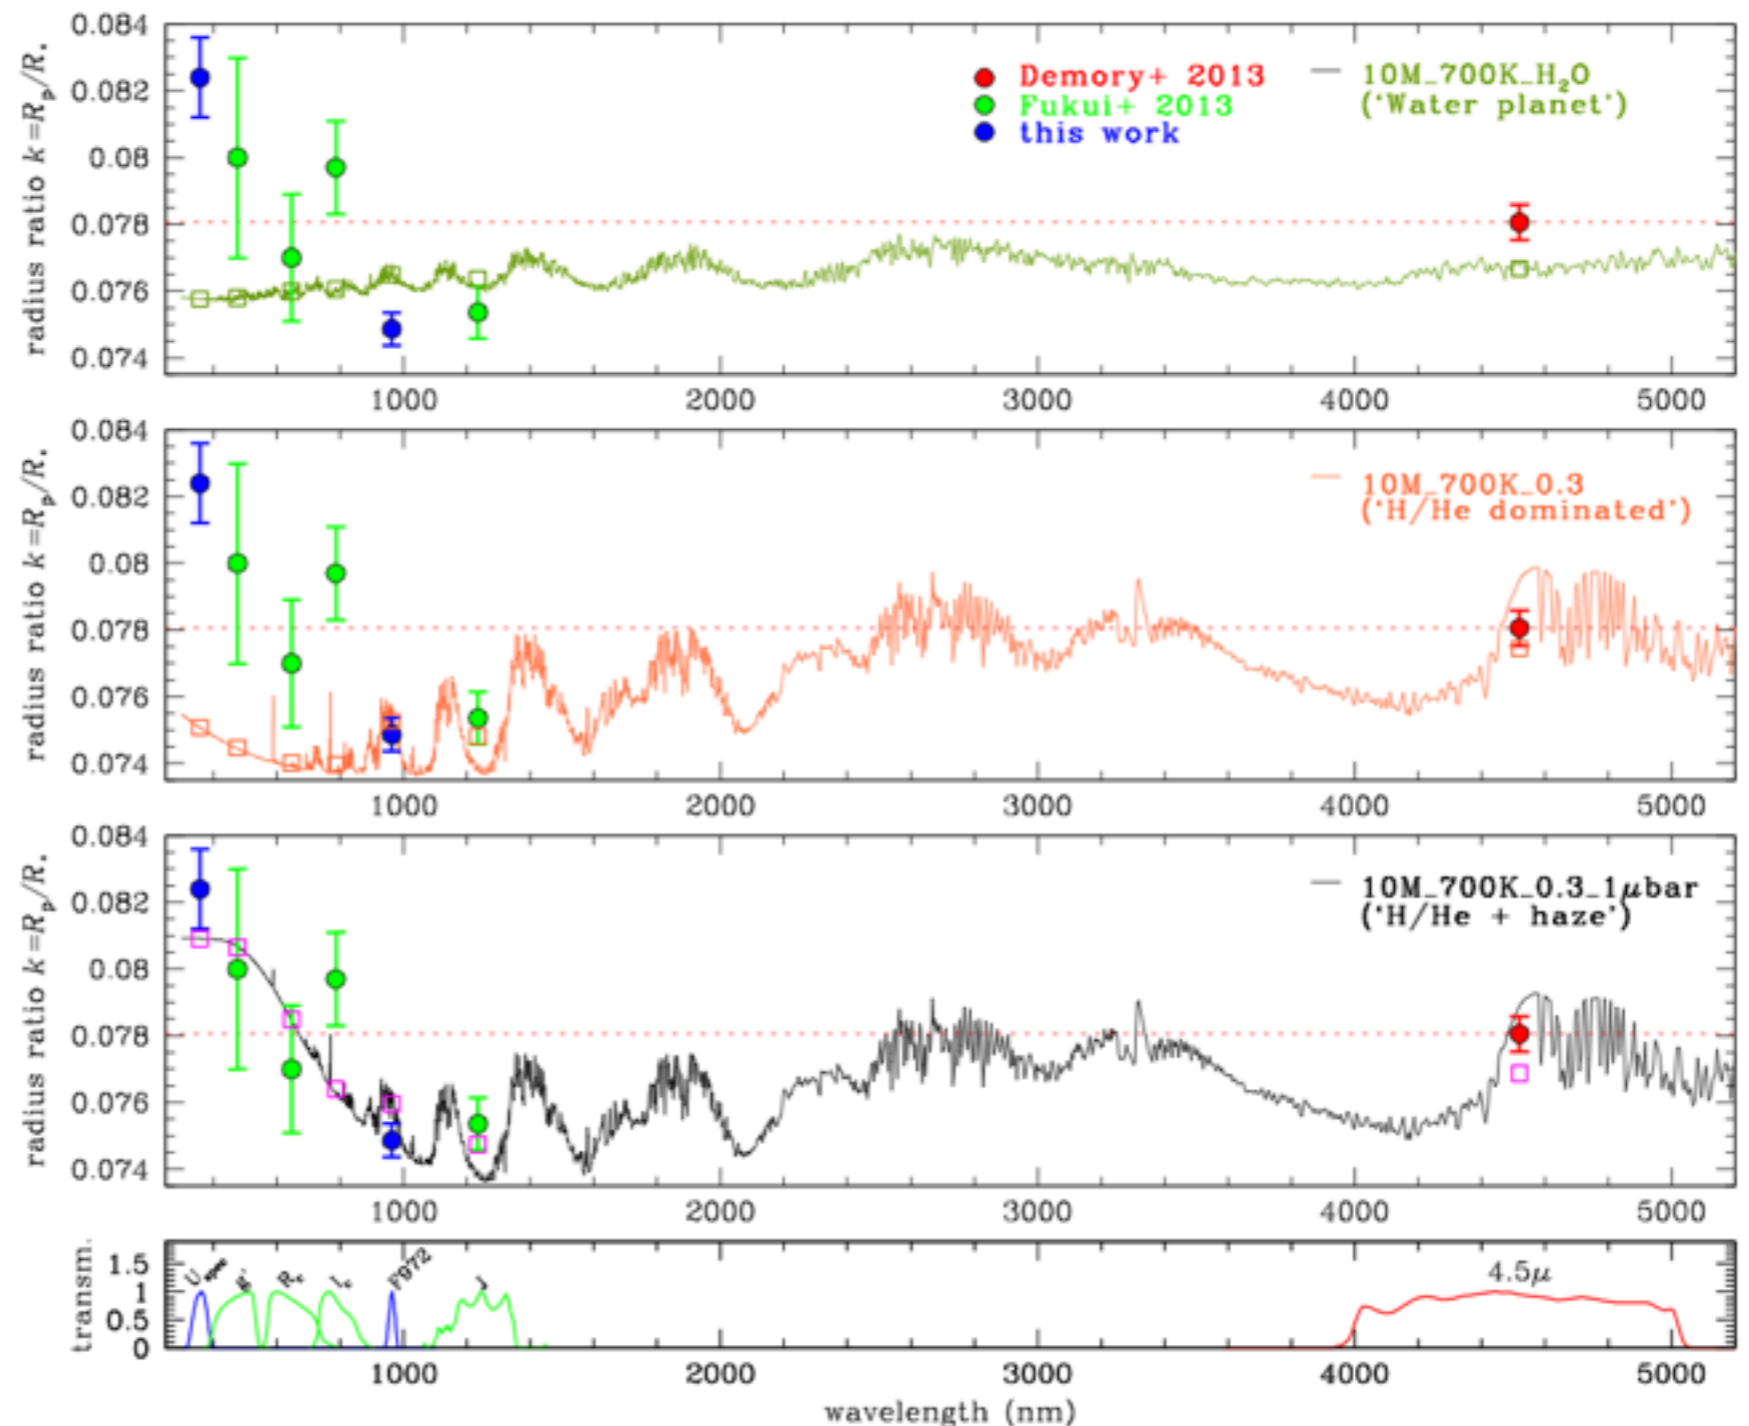 0.084
0.082
0.08
0.078
0.076
0.074
radius ratio k=Rp/R*
Demory+ 2013
Fukui+ 2013
this work
10M_700K_H₂O
('Water planet')
1000 2000 3000 4000 5000
0.084
0.082
0.08
0.078
0.076
0.074
radius ratio k=Rp/R*
10M_700K_0.3
('H/He dominated')
1000 2000 3000 4000 5000
0.084
0.082
0.08
0.078
0.076
0.074
radius ratio k=Rp/R*
10M_700K_0.3_1μbar
('H/He + haze')
1000 2000 3000 4000 5000
1.5
1
0.5
0
transm.
Uspec g' Rc Ic F972 J 4.5μ
1000 2000 3000 4000 5000
wavelength (nm)